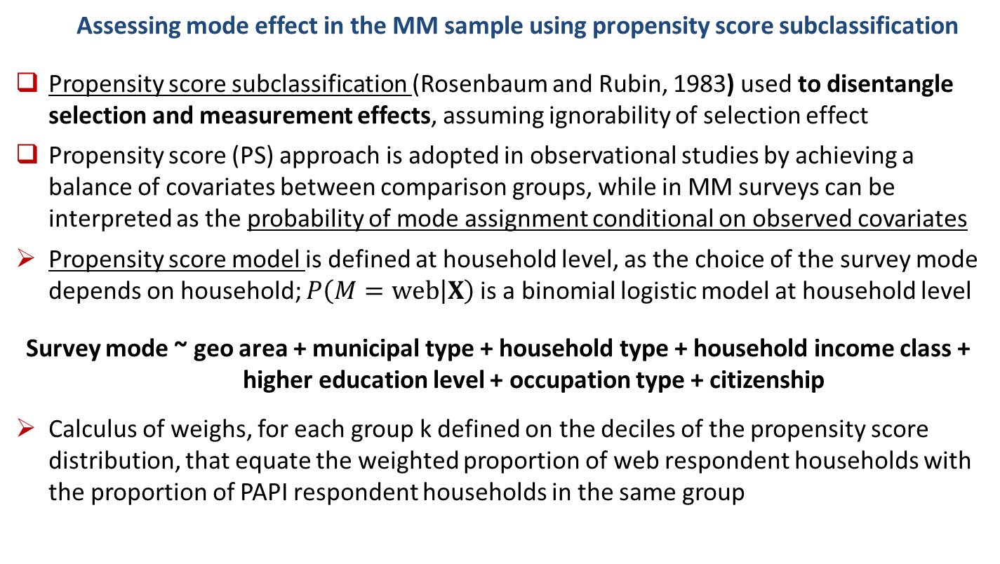 Assessing mode effect in the MM sample using propensity score subclassification
Propensity score subclassification (Rosenbaum and Rubin, 1983) used to disentangle
selection and measurement effects, assuming ignorability of selection effect
Propensity score (PS) approach is adopted in observational studies by achieving a
balance of covariates between comparison groups, while in MM surveys can be
interpreted as the probability of mode assignment conditional on observed covariates
Propensity score model is defined at household level, as the choice of the survey mode
depends on household; P(M = web|X) is a binomial logistic model at household level
Survey mode ~ geo area + municipal type + household type + household income class +
higher education level + occupation type + citizenship
Calculus of weighs, for each group k defined on the deciles of the propensity score
distribution, that equate the weighted proportion of web respondent households with
the proportion of PAPI respondent households in the same group